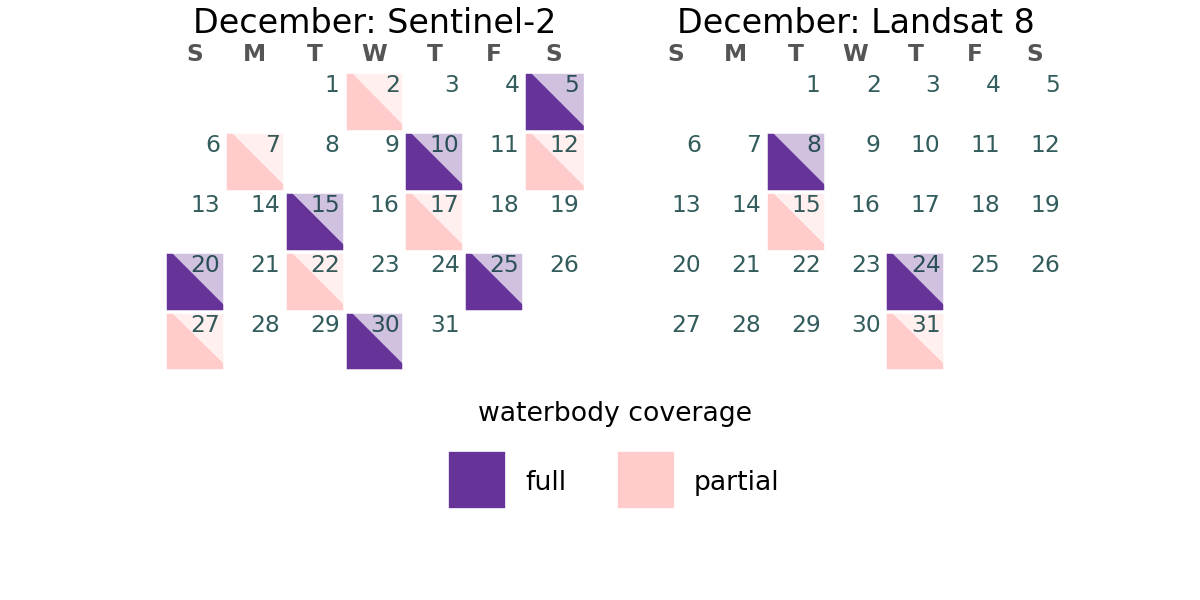 December: Sentinel-2
S M T W T F S
1 2 3 4 5
6 7 8 9 10 11 12
13 14 15 16 17 18 19
20 21 22 23 24 25 26
27 28 29 30 31
December: Landsat 8
S M T W T F S
1 2 3 4 5
6 7 8 9 10 11 12
13 14 15 16 17 18 19
20 21 22 23 24 25 26
27 28 29 30 31
waterbody coverage
full partial